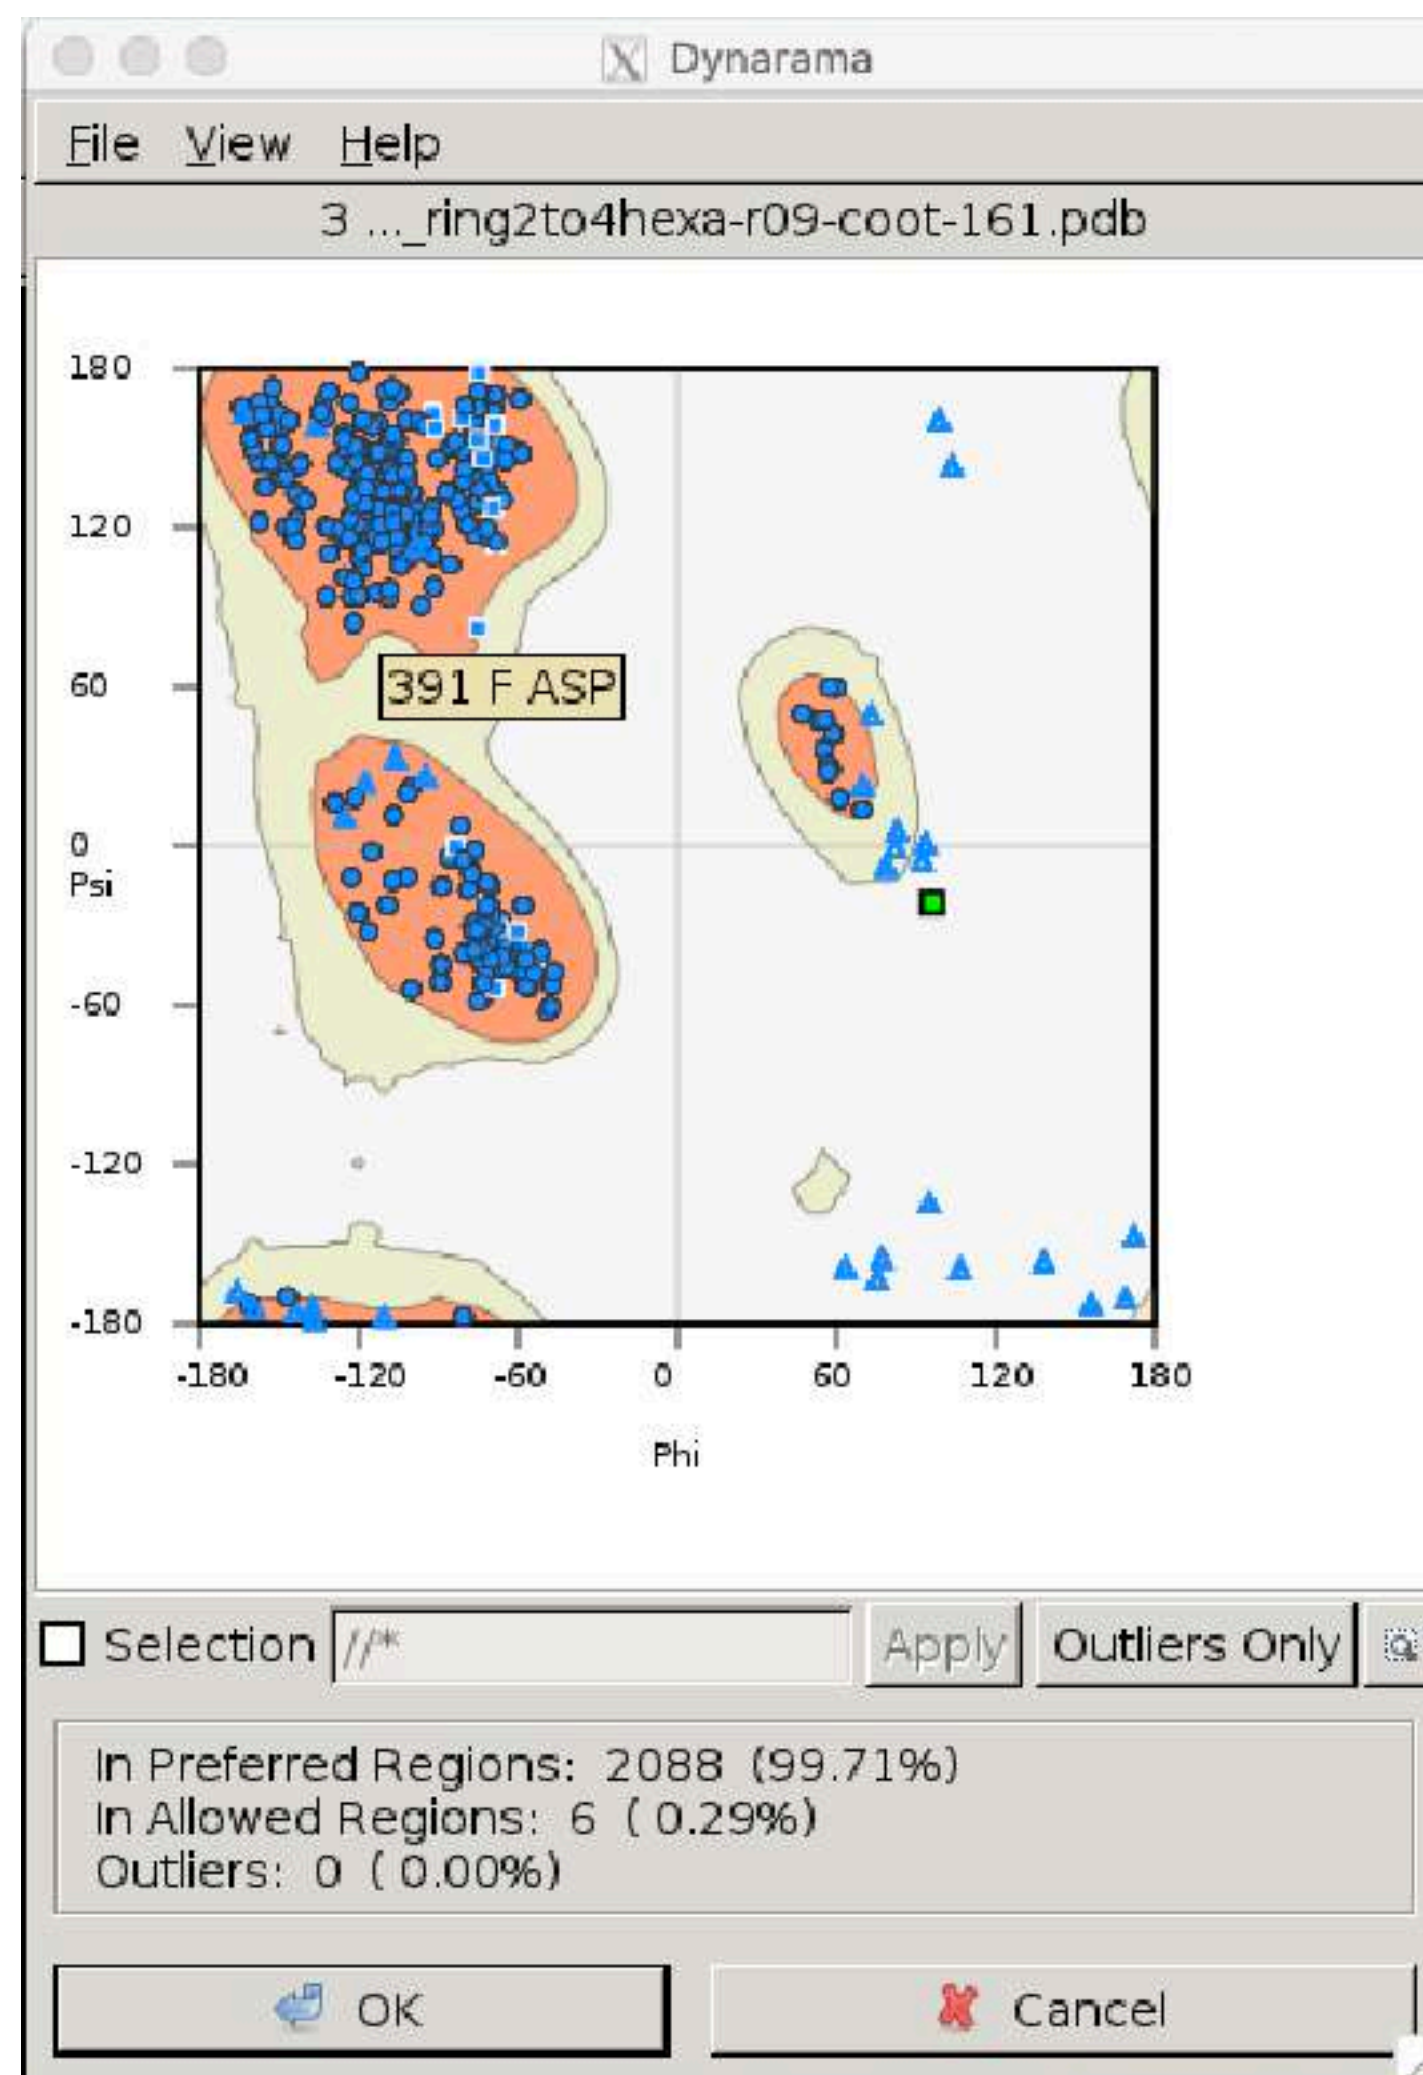 Dynarama
File View Help
3 ..._ring2to4hexa-r09-coot-161.pdb
180
120
60
391 F ASP
0
Psi
-60
-120
-180
-180 -120 -60 0 60 120 180
Phi
Selection //* Apply Outliers Only
In Preferred Regions: 2088 (99.71%)
In Allowed Regions: 6 ( 0.29%)
Outliers: 0 ( 0.00%)
OK Cancel